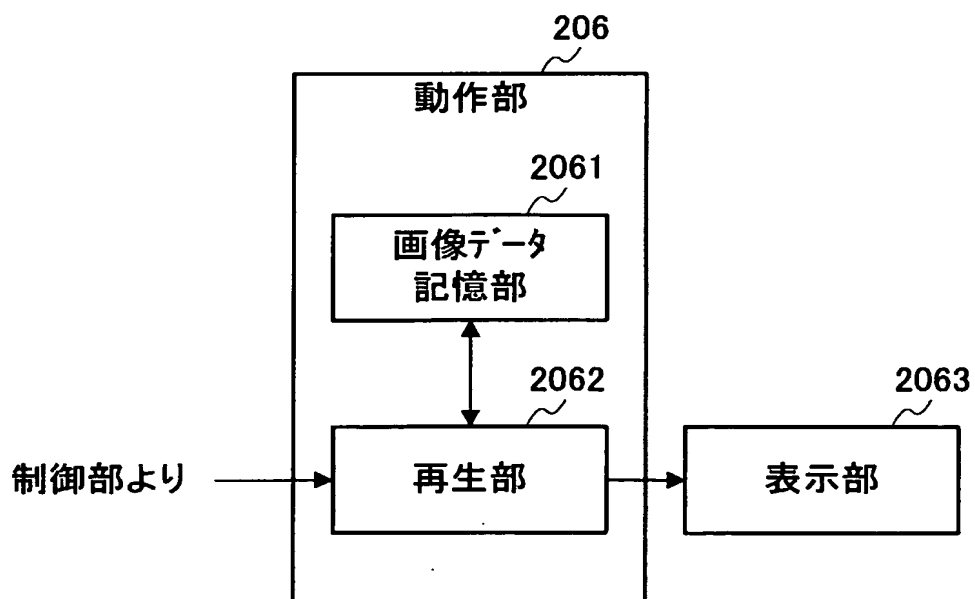 206
動作部
2061
画像データ
記憶部
2062
2063
制御部より
再生部
表示部